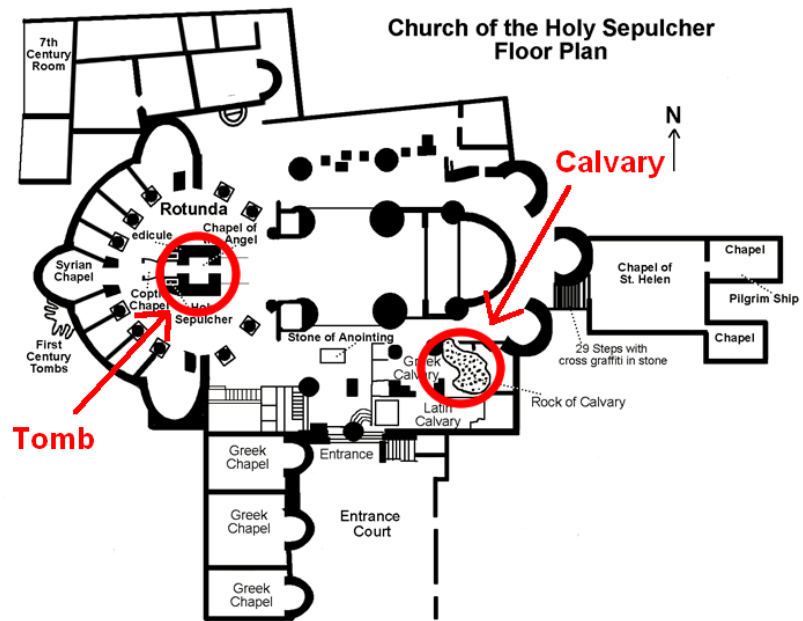 Church of the Holy Sepulcher
Floor Plan
7th
Century
Room
N
Calvary
Rotunda
edicule
Chapel of
Angel
Syrian
Chapel
Chapel
Sepulcher
First
Century
Tombs
Stone of Anointing
Greek
Calvary
Latin
Calvary
Rock of Calvary
29 Steps with
cross graffiti in stone
Chapel of
St. Helen
Chapel
Pilgrim Ship
Chapel
Tomb
Entrance
Greek
Chapel
Greek
Chapel
Greek
Chapel
Entrance
Court